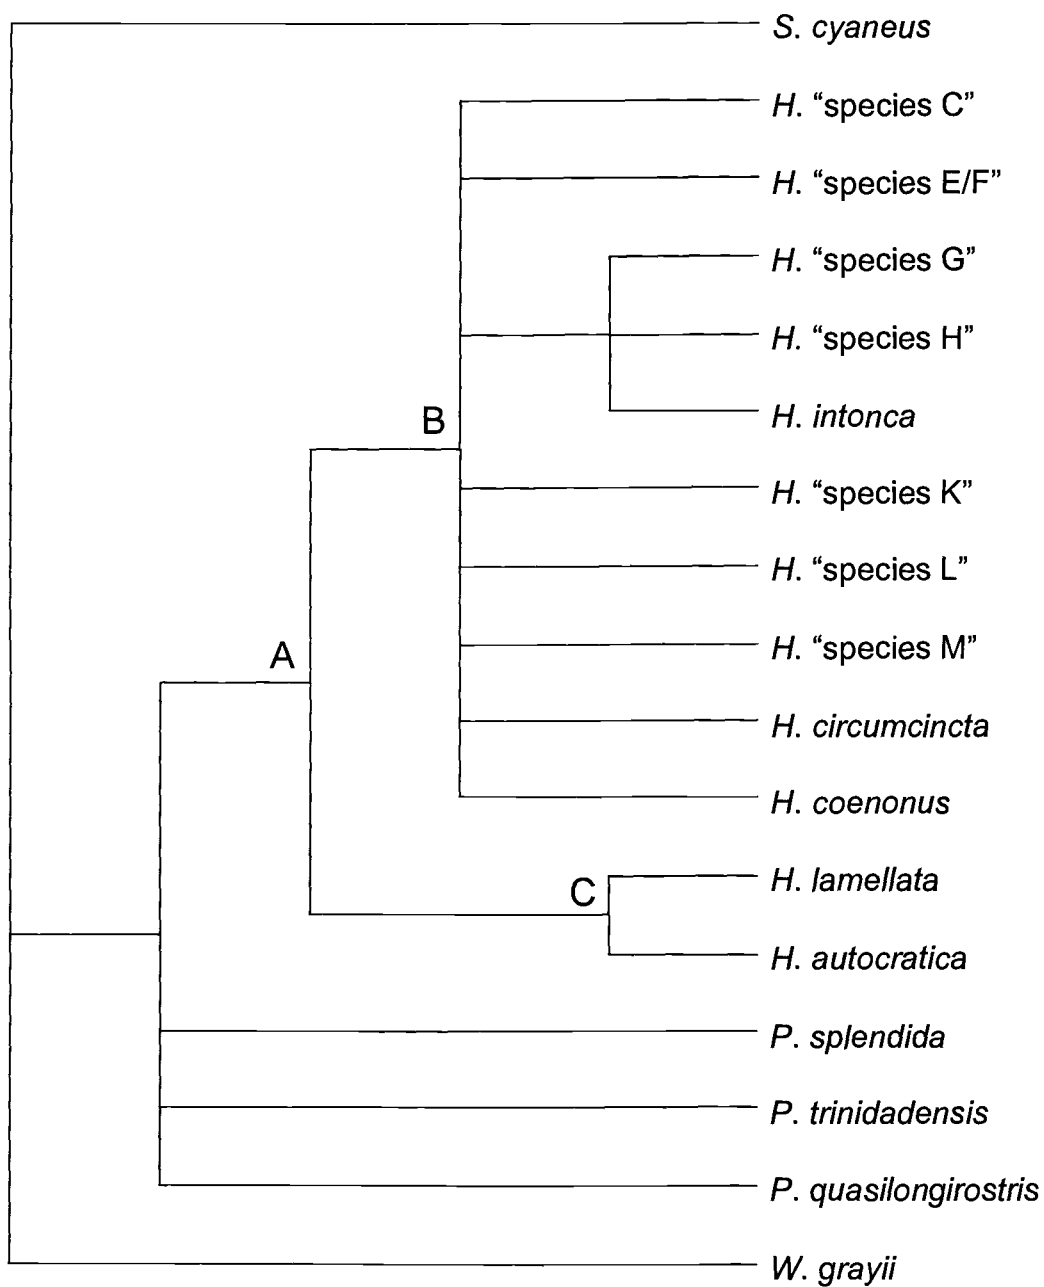 S. cyaneus
H. “species C”
H. “species E/F”
H. “species G”
H. “species H”
H. intonca
B
H. “species K”
H. “species L”
A
H. “species M”
H. circumcincta
H. coenonus
C
H. lamellata
H. autocratica
P. splendida
P. trinidadensis
P. quasilongirostris
W. grayii